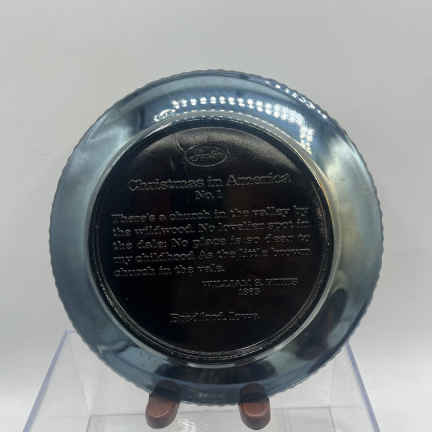 Fenton
Christmas in America
No. 1
There's a church in the valley by
the wildwood. No lovelier spot in
the dale; No place is so dear to
my childhood As the little brown
church in the vale.
WILLIAM S. PITTS
Bradford, Iowa